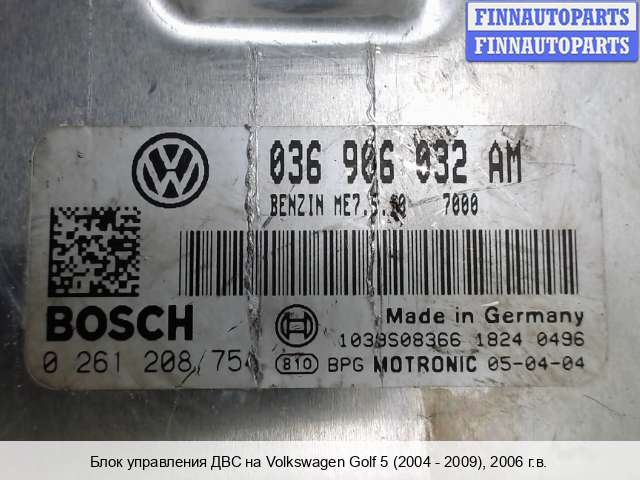 FINNAUTOPARTS
FINNAUTOPARTS
036 906 032 AM
BENZIN ME7.5.10 7000
BOSCH
Made in Germany
1039S08366 1824 0496
0 261 208 75
810 BPG MOTRONIC 05-04-04
Блок управления ДВС на Volkswagen Golf 5 (2004 - 2009), 2006 г.в.